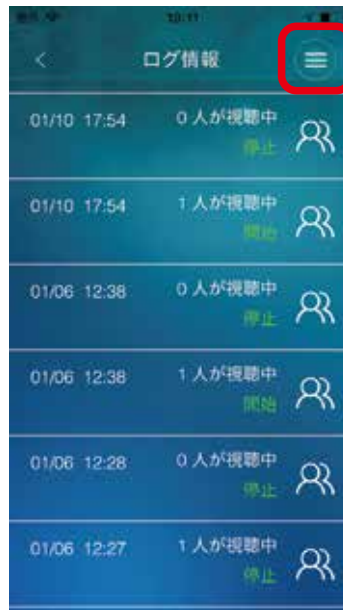 ログ情報
01/10 17:54 0 人が視聴中
停止
01/10 17:54 1 人が視聴中
開始
01/06 12:38 0 人が視聴中
停止
01/06 12:38 1 人が視聴中
開始
01/06 12:28 0 人が視聴中
停止
01/06 12:27 1 人が視聴中
停止